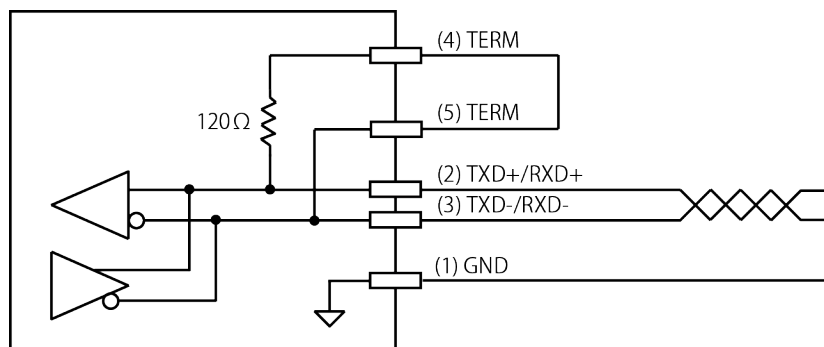 (4) TERM
120Ω
(5) TERM
(2) TXD+/RXD+
(3) TXD-/RXD-
(1) GND